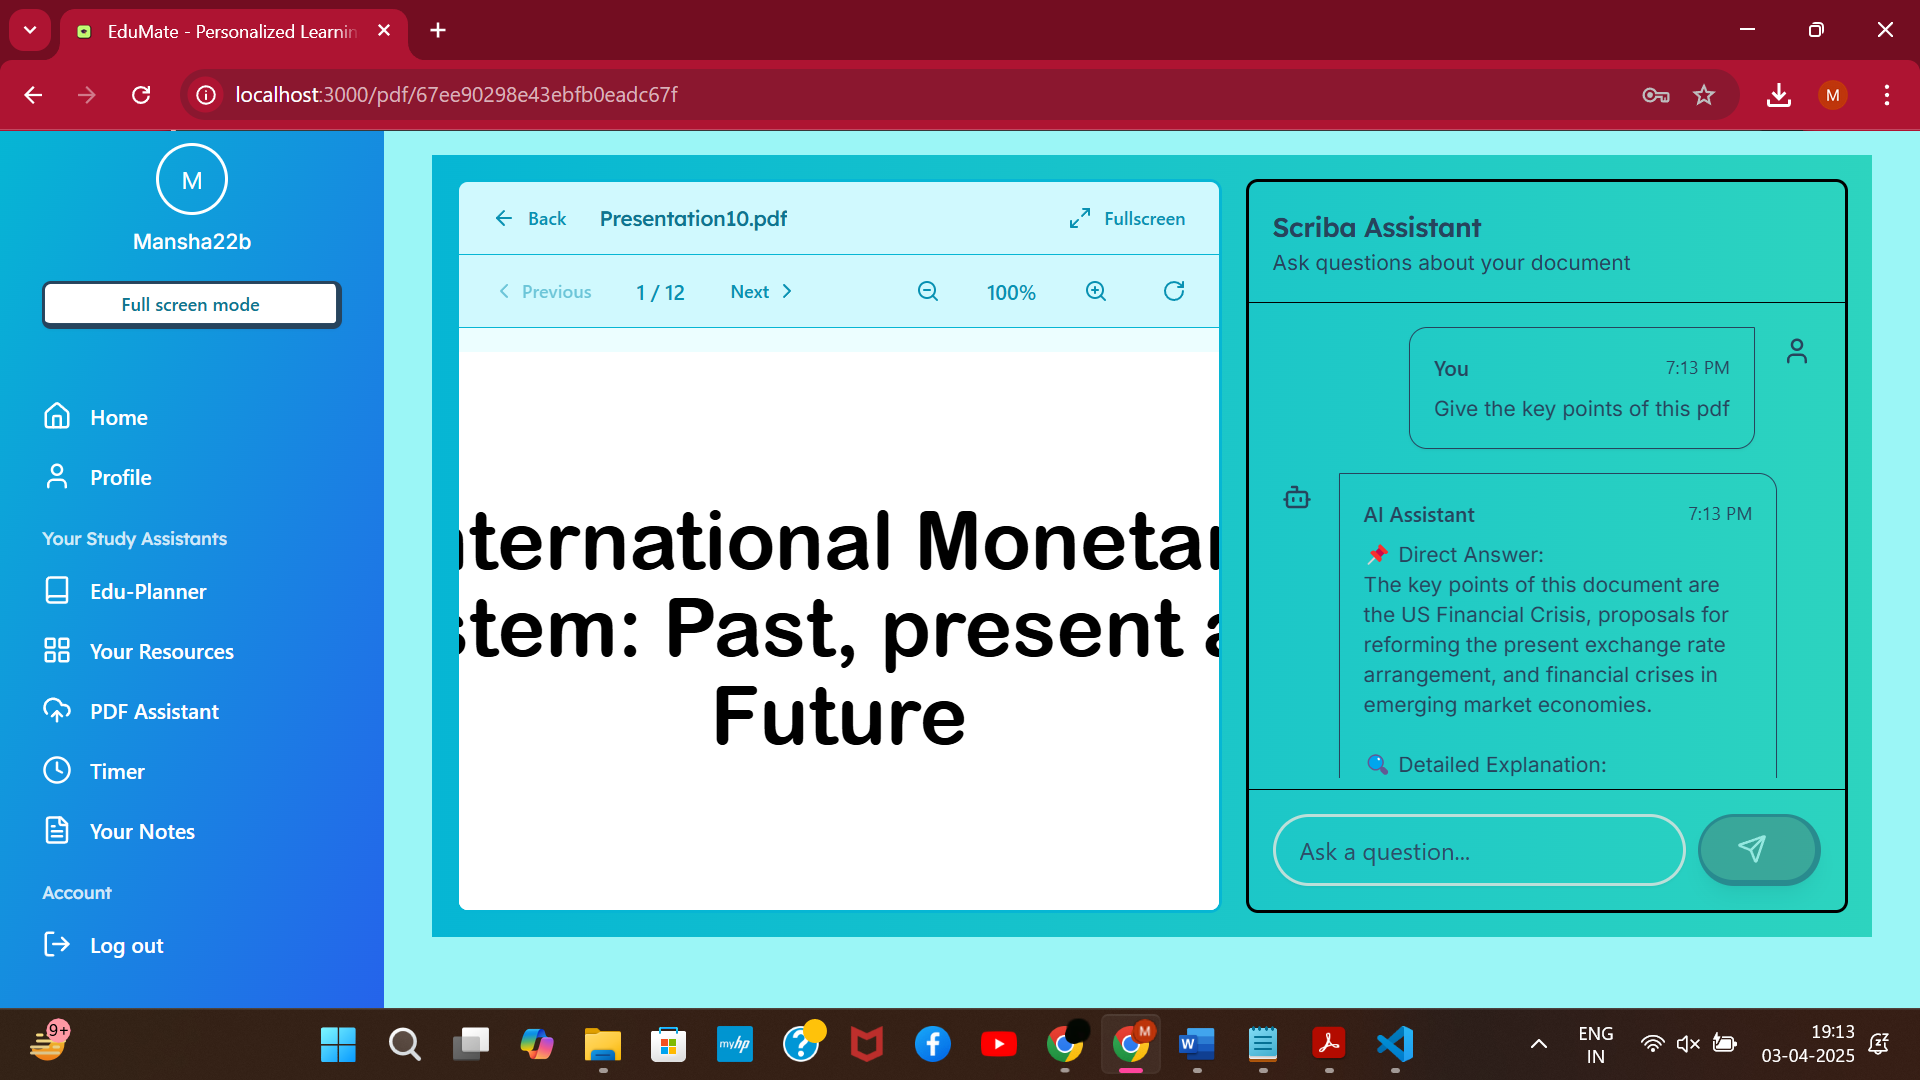 EduMate - Personalized Learnin
localhost:3000/pdf/67ee90298e43ebfb0eadc67f
M
M
Mansha22b
Full screen mode
Home
Profile
Your Study Assistants
Edu-Planner
Your Resources
PDF Assistant
Timer
Your Notes
Account
Log out
Back Presentation10.pdf Fullscreen
Previous 1 / 12 Next 100%
nternational Monetar
stem: Past, present a
Future
Scriba Assistant
Ask questions about your document
You 7:13 PM
Give the key points of this pdf
AI Assistant 7:13 PM
Direct Answer:
The key points of this document are
the US Financial Crisis, proposals for
reforming the present exchange rate
arrangement, and financial crises in
emerging market economies.
Detailed Explanation:
Ask a question...
9+
myhp
?
M
W
ENG
IN
19:13
03-04-2025